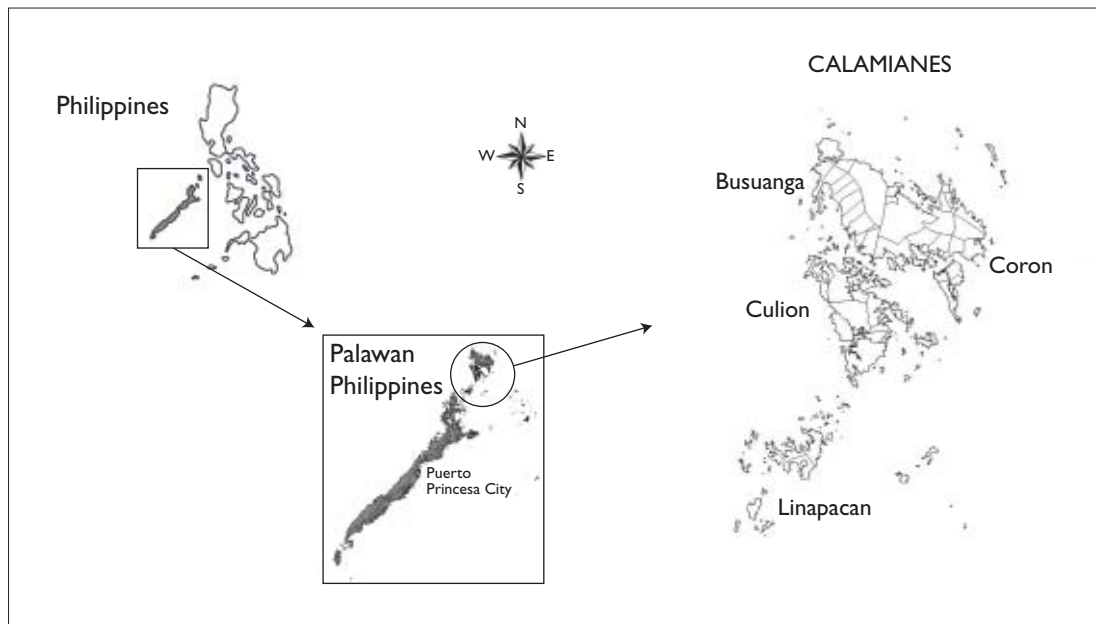 CALAMIANES
Philippines
N
W
E
S
Busuanga
Coron
Culion
Palawan
Philippines
Puerto
Princesa City
Linapacan